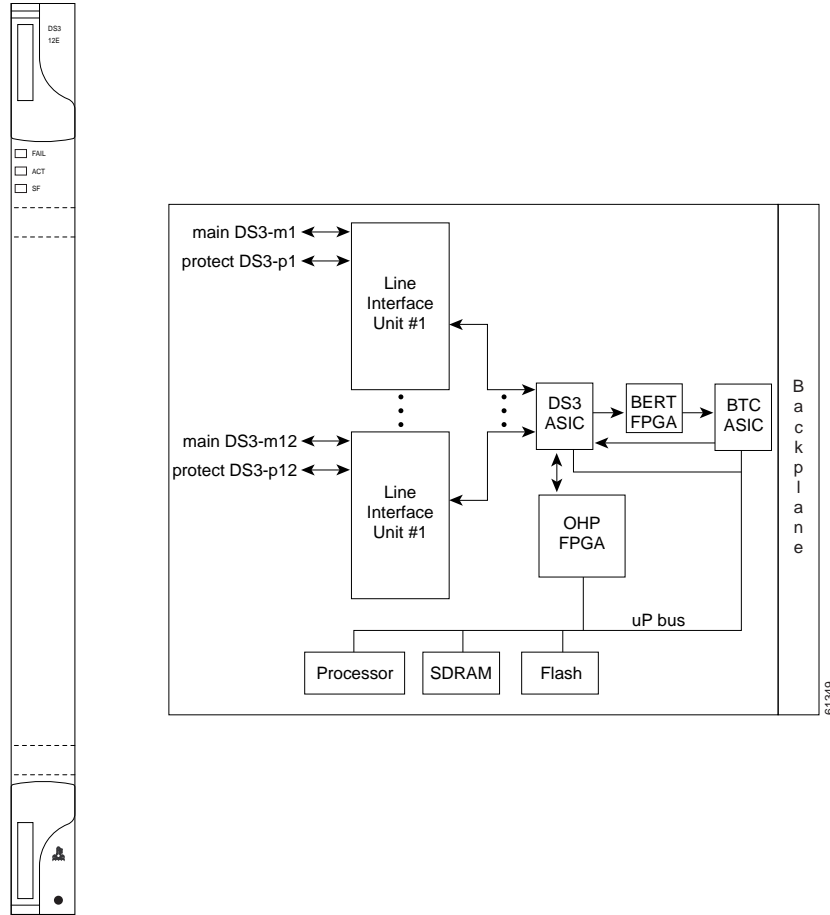 DS3
12E
FAIL
ACT
SF
main DS3-m1
protect DS3-p1
Line
Interface
Unit #1
main DS3-m12
protect DS3-p12
Line
Interface
Unit #1
DS3
ASIC
BERT
FPGA
BTC
ASIC
OHP
FPGA
uP bus
Processor
SDRAM
Flash
B
a
c
k
p
l
a
n
e
61349